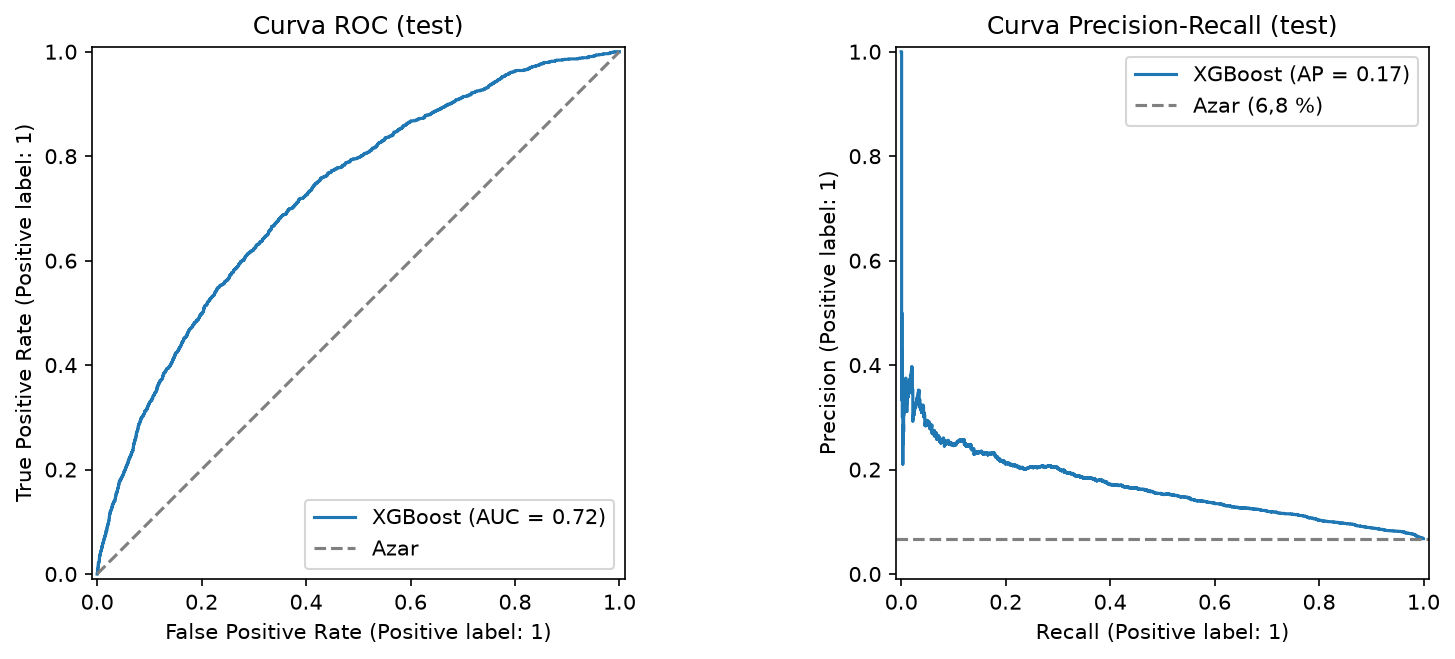 Curva ROC (test)
True Positive Rate (Positive label: 1)
1.0
0.8
0.6
0.4
0.2
0.0
XGBoost (AUC = 0.72)
Azar
0.0 0.2 0.4 0.6 0.8 1.0
False Positive Rate (Positive label: 1)
Curva Precision-Recall (test)
Precision (Positive label: 1)
1.0
0.8
0.6
0.4
0.2
0.0
XGBoost (AP = 0.17)
Azar (6,8 %)
0.0 0.2 0.4 0.6 0.8 1.0
Recall (Positive label: 1)